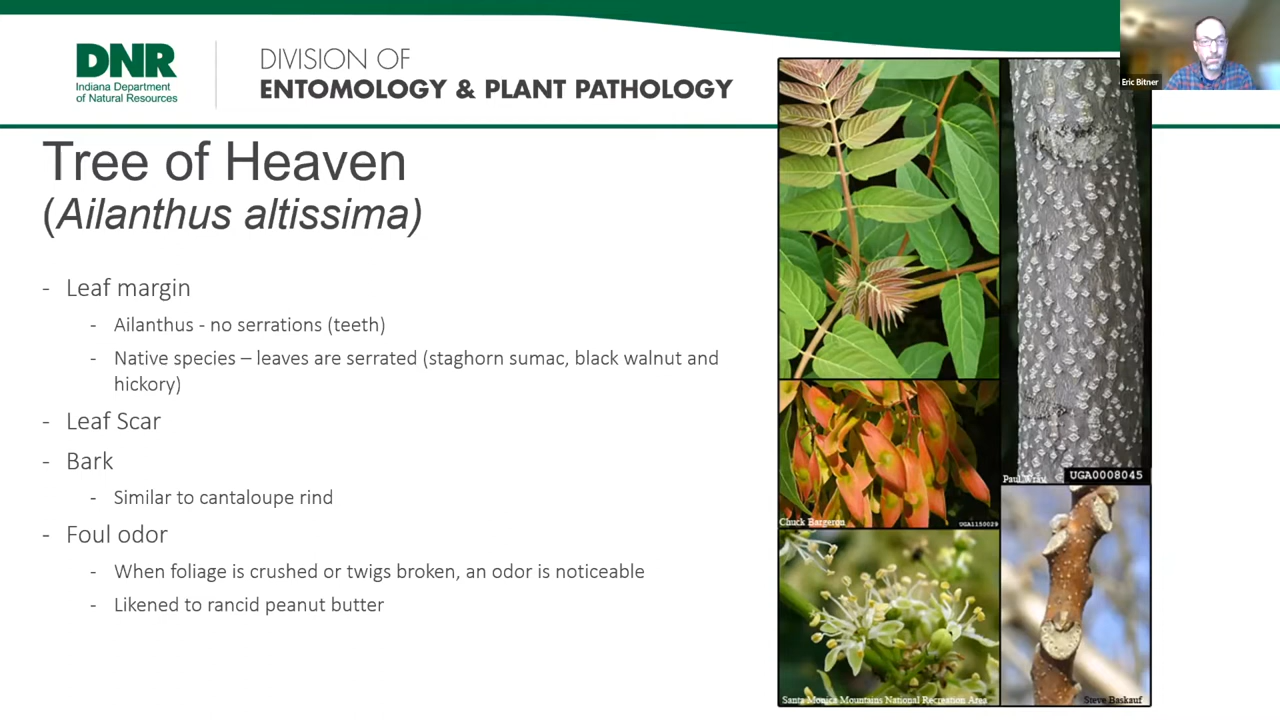 DNR
Indiana Department
of Natural Resources
DIVISION OF
ENTOMOLOGY & PLANT PATHOLOGY
Eric Bitner
Tree of Heaven
(Ailanthus altissima)
- Leaf margin
- Ailanthus - no serrations (teeth)
- Native species – leaves are serrated (staghorn sumac, black walnut and
hickory)
- Leaf Scar
- Bark
- Similar to cantaloupe rind
- Foul odor
- When foliage is crushed or twigs broken, an odor is noticeable
- Likened to rancid peanut butter
Paul Wray
UGA0008045
Chuck Bargeron
UGA1150029
Santa Monica Mountains National Recreation Area
Steve Baskauf